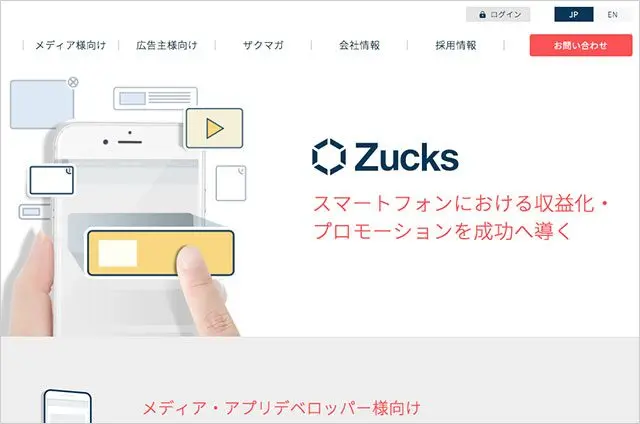 ログイン
JP
EN
メディア様向け
広告主様向け
ザクマガ
会社情報
採用情報
お問い合わせ
Zucks
スマートフォンにおける収益化・
プロモーションを成功へ導く
メディア・アプリデベロッパー様向け